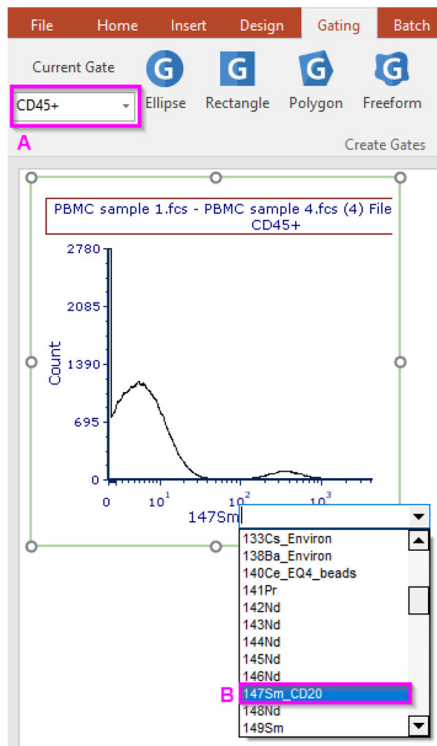 File Home Insert Design Gating Batch
Current Gate
CD45+
G G G G
Ellipse Rectangle Polygon Freeform
A
Create Gates
PBMC sample 1.fcs - PBMC sample 4.fcs (4) File
CD45+
2780
2085
1390
695
0
Count
0 10¹ 10² 10³
147Sm
133Cs_Environ
138Ba_Environ
140Ce_EQ4_beads
141Pr
142Nd
143Nd
144Nd
145Nd
146Nd
B 147Sm_CD20
148Nd
149Sm